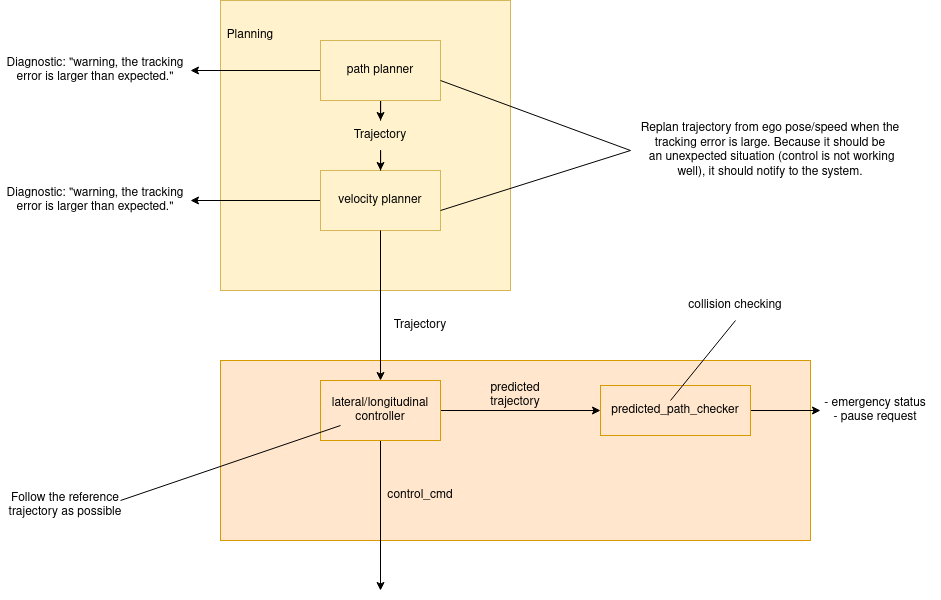 Planning
path planner
Diagnostic: "warning, the tracking
error is larger than expected."
Trajectory
Replan trajectory from ego pose/speed when the
tracking error is large. Because it should be
an unexpected situation (control is not working
well), it should notify to the system.
velocity planner
Diagnostic: "warning, the tracking
error is larger than expected."
Trajectory
collision checking
lateral/longitudinal
controller
predicted
trajectory
predicted_path_checker
- emergency status
- pause request
Follow the reference
trajectory as possible
control_cmd